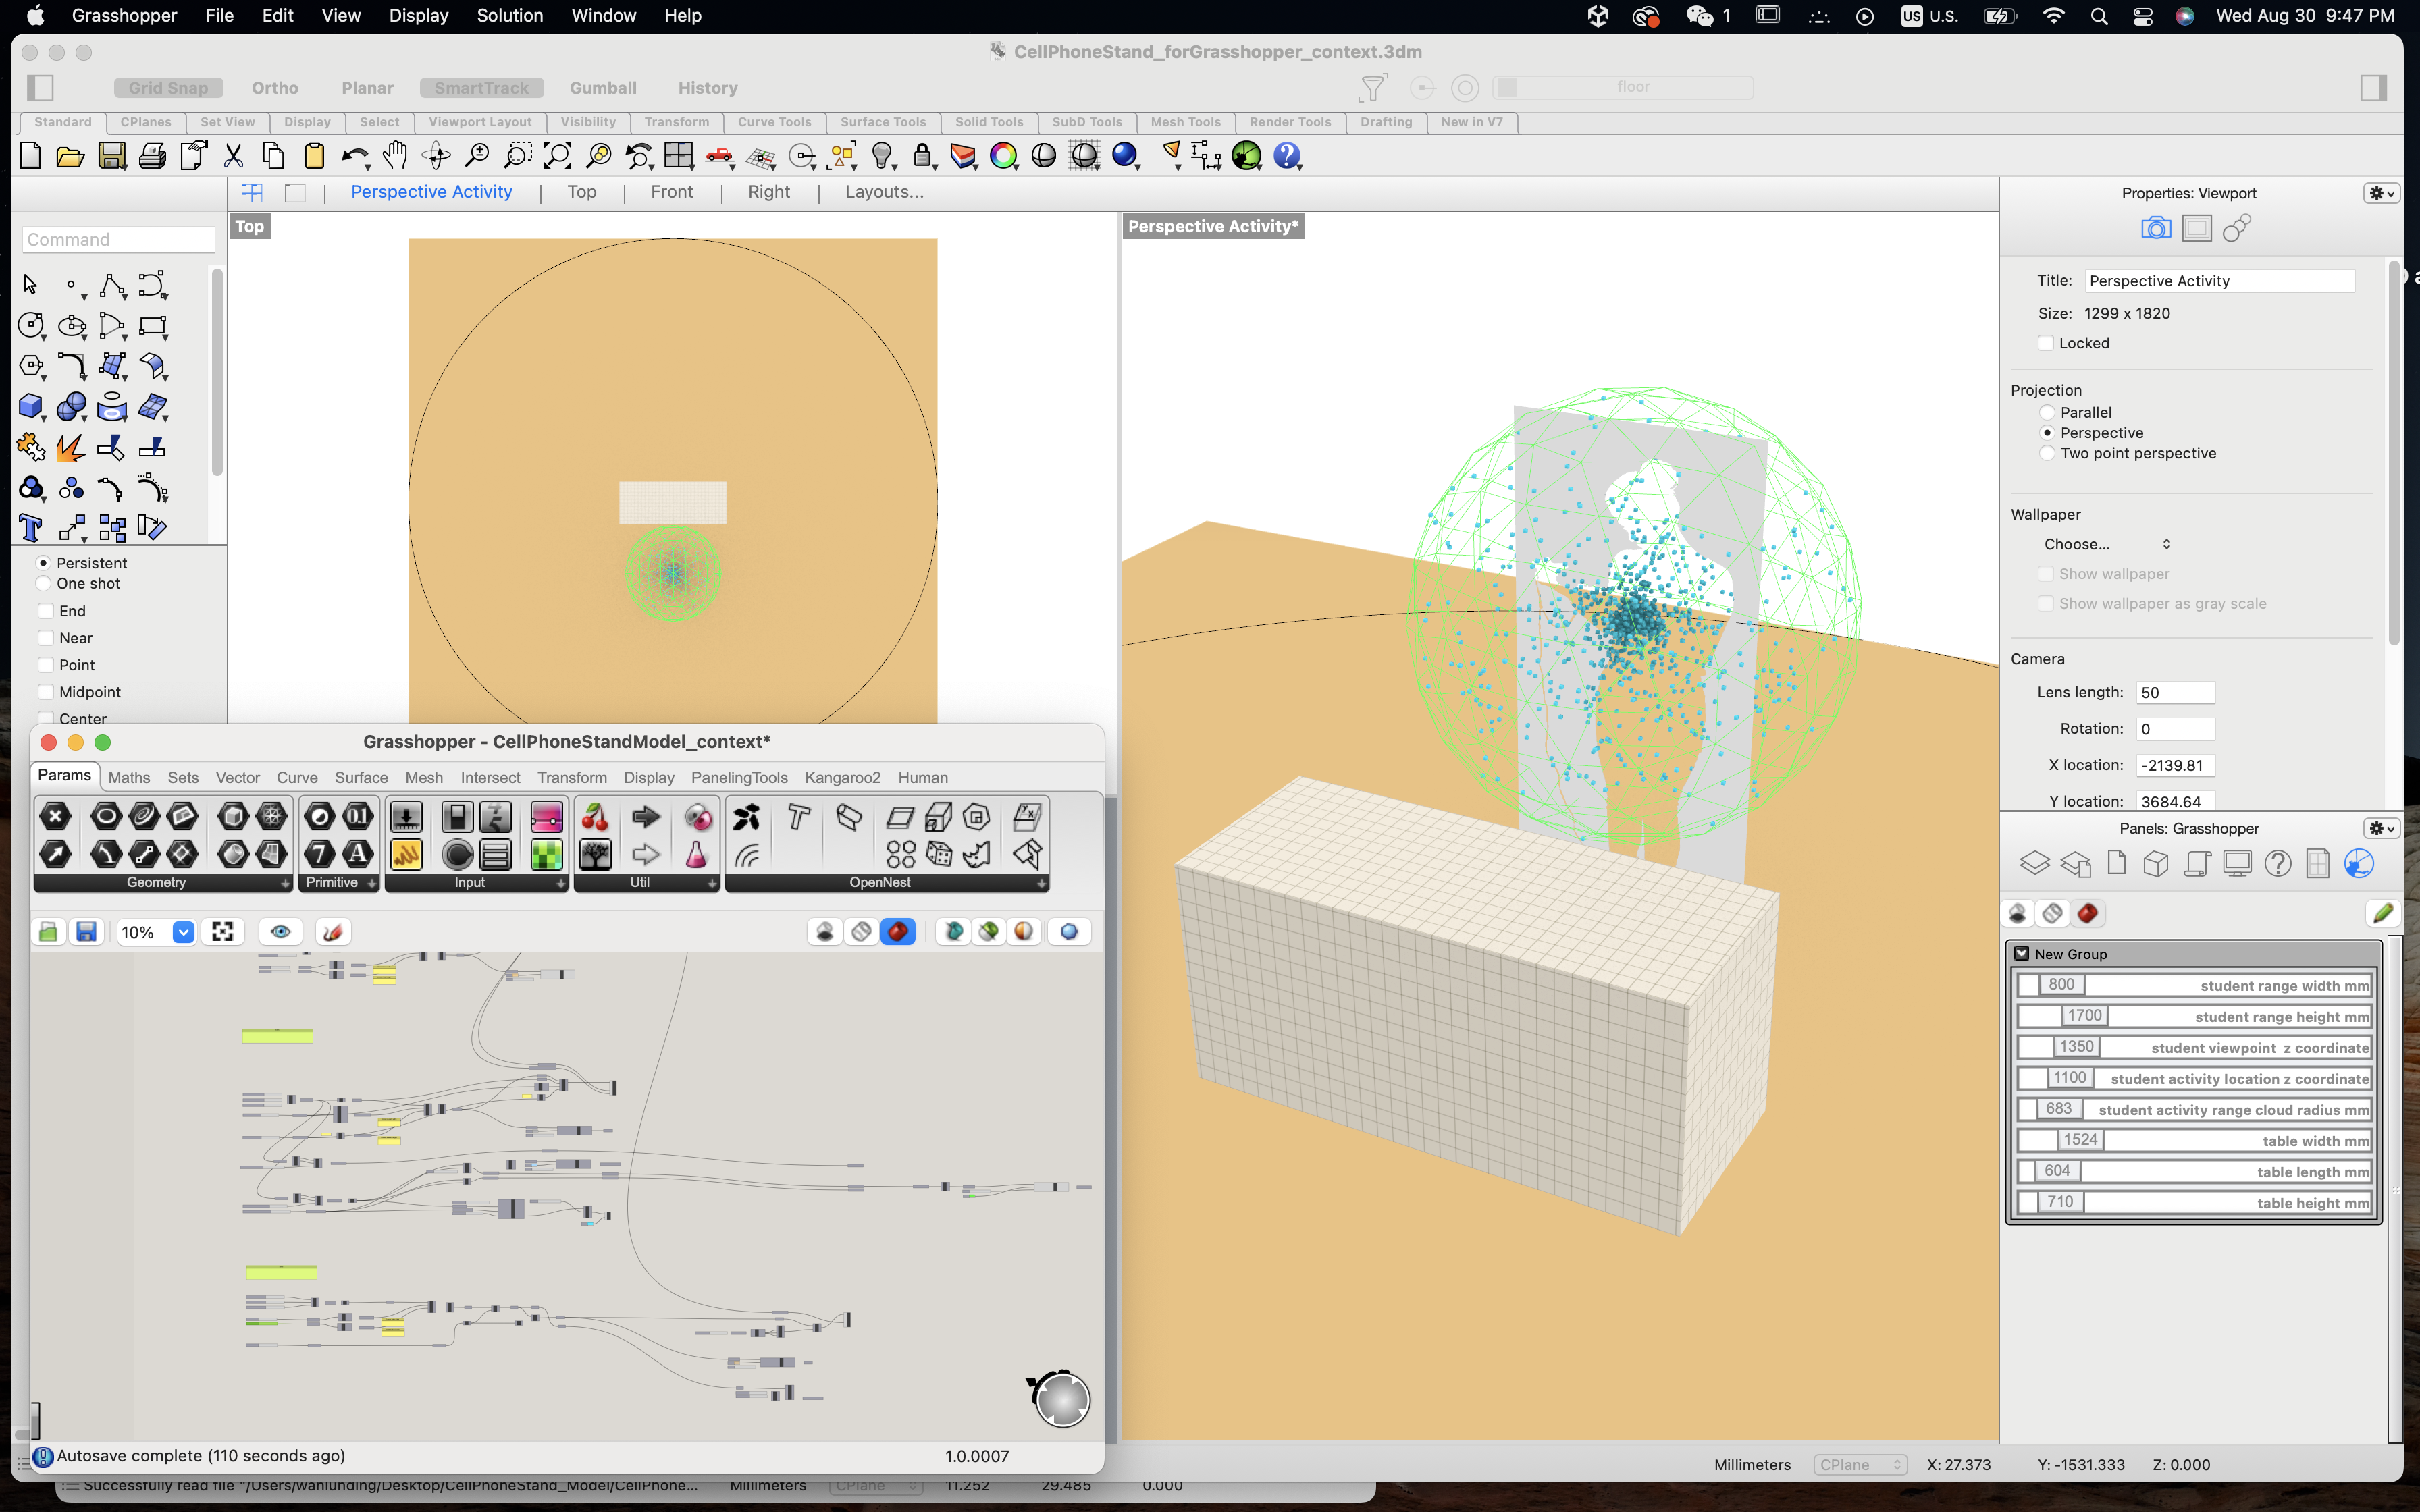 Grasshopper File Edit View Display Solution Window Help
1 US U.S. Wed Aug 30 9:47 PM
CellPhoneStand_forGrasshopper_context.3dm
Grid Snap Ortho Planar SmartTrack Gumball History floor
Standard CPlanes Set View Display Select Viewport Layout Visibility Transform Curve Tools Surface Tools Solid Tools SubD Tools Mesh Tools Render Tools Drafting New in V7
Perspective Activity Top Front Right Layouts...
Command
Persistent
One shot
End
Near
Point
Midpoint
Center
Top
Perspective Activity*
Properties: Viewport
Title: Perspective Activity
Size: 1299 x 1820
Locked
Projection
Parallel
Perspective
Two point perspective
Wallpaper
Choose...
Show wallpaper
Show wallpaper as gray scale
Camera
Lens length: 50
Rotation: 0
X location: -2139.81
Y location: 3684.64
Panels: Grasshopper
New Group
800 student range width mm
1700 student range height mm
1350 student viewpoint z coordinate
1100 student activity location z coordinate
683 student activity range cloud radius mm
1524 table width mm
604 table length mm
710 table height mm
Grasshopper - CellPhoneStandModel_context*
Params Maths Sets Vector Curve Surface Mesh Intersect Transform Display PanelingTools Kangaroo2 Human
Geometry Primitive Input Util OpenNest
10%
Autosave complete (110 seconds ago) 1.0.0007
Millimeters CPlane X: 27.373 Y: -1531.333 Z: 0.000
Successfully read file "/Users/wanlunding/Desktop/CellPhoneStand_Model/CellPhone... Millimeters CPlane 11.252 29.485 0.000